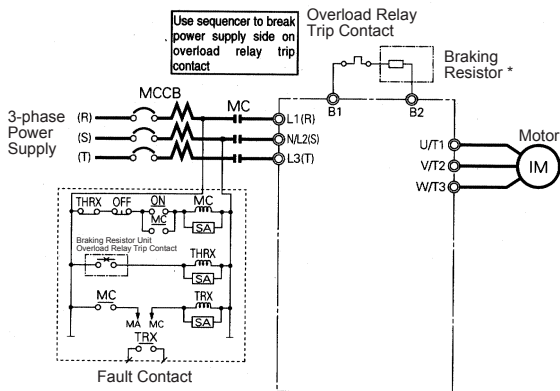 Use sequencer to break
power supply side on
overload relay trip
contact
Overload Relay
Trip Contact
Braking
Resistor *
MCCB
MC
B1
B2
3-phase
Power
Supply
(R)
(S)
(T)
L1(R)
N/L2(S)
L3(T)
U/T1
V/T2
W/T3
Motor
IM
THRX
OFF
ON
MC
MC
SA
Braking Resistor Unit
Overload Relay Trip Contact
THRX
SA
MC
TRX
SA
MA
MC
TRX
Fault Contact